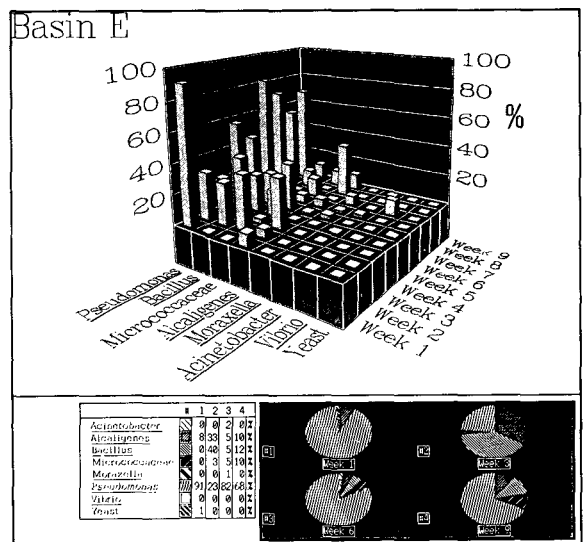 Basin E
100
80
60
40
20
100
80
60 %
40
20
Pseudomonas
Bacillus
Micrococcaceae
Alcaligenes
Moraxella
Acinetobacter
Vibrio
Yeast
Week 9
Week 8
Week 7
Week 6
Week 5
Week 4
Week 3
Week 2
Week 1
# 1 2 3 4
Acinetobacter 0 0 2 0 %
Alcaligenes 8 33 5 10 %
Bacillus 0 40 5 12 %
Micrococcaceae 0 3 5 10 %
Moraxella 0 0 1 0 %
Pseudomonas 91 23 82 68 %
Vibrio 0 0 0 0 %
Yeast 1 0 0 0 %
#1 Week 1
#2 Week 3
#3 Week 6
#4 Week 9